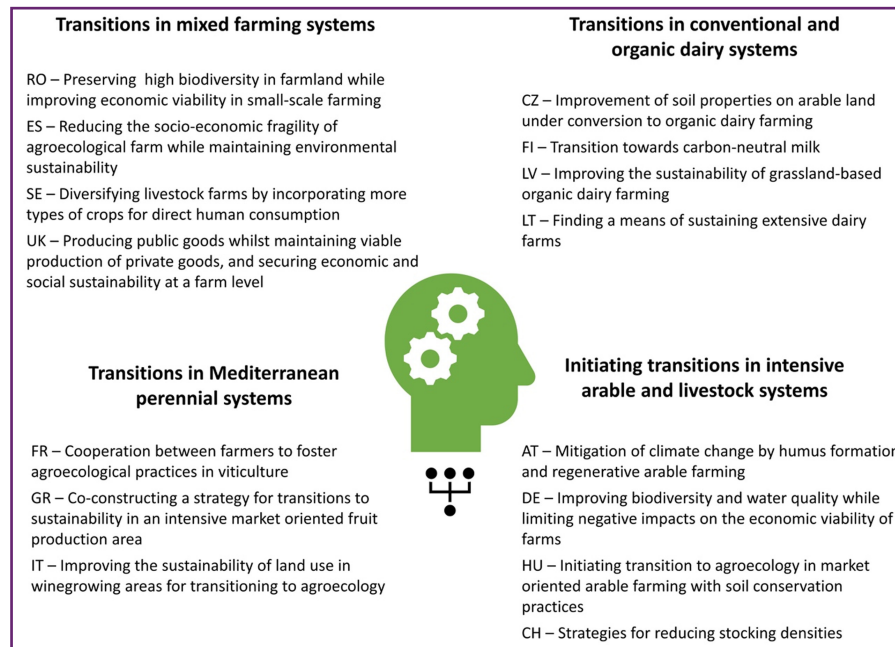 Transitions in mixed farming systems
RO – Preserving high biodiversity in farmland while
improving economic viability in small-scale farming
ES – Reducing the socio-economic fragility of
agroecological farm while maintaining environmental
sustainability
SE – Diversifying livestock farms by incorporating more
types of crops for direct human consumption
UK – Producing public goods whilst maintaining viable
production of private goods, and securing economic and
social sustainability at a farm level
Transitions in conventional and
organic dairy systems
CZ – Improvement of soil properties on arable land
under conversion to organic dairy farming
FI – Transition towards carbon-neutral milk
LV – Improving the sustainability of grassland-based
organic dairy farming
LT – Finding a means of sustaining extensive dairy
farms
Transitions in Mediterranean
perennial systems
FR – Cooperation between farmers to foster
agroecological practices in viticulture
GR – Co-constructing a strategy for transitions to
sustainability in an intensive market oriented fruit
production area
IT – Improving the sustainability of land use in
winegrowing areas for transitioning to agroecology
Initiating transitions in intensive
arable and livestock systems
AT – Mitigation of climate change by humus formation
and regenerative arable farming
DE – Improving biodiversity and water quality while
limiting negative impacts on the economic viability of
farms
HU – Initiating transition to agroecology in market
oriented arable farming with soil conservation
practices
CH – Strategies for reducing stocking densities